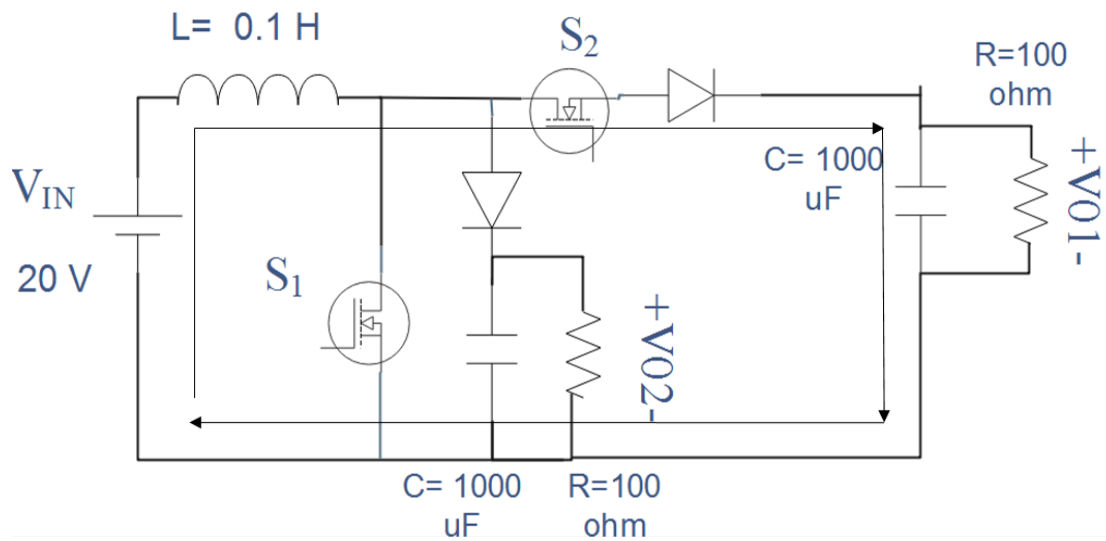 L= 0.1 H
S2
R=100
ohm
C= 1000
uF
+V01-
VIN
20 V
S1
+V02-
C= 1000
uF
R=100
ohm